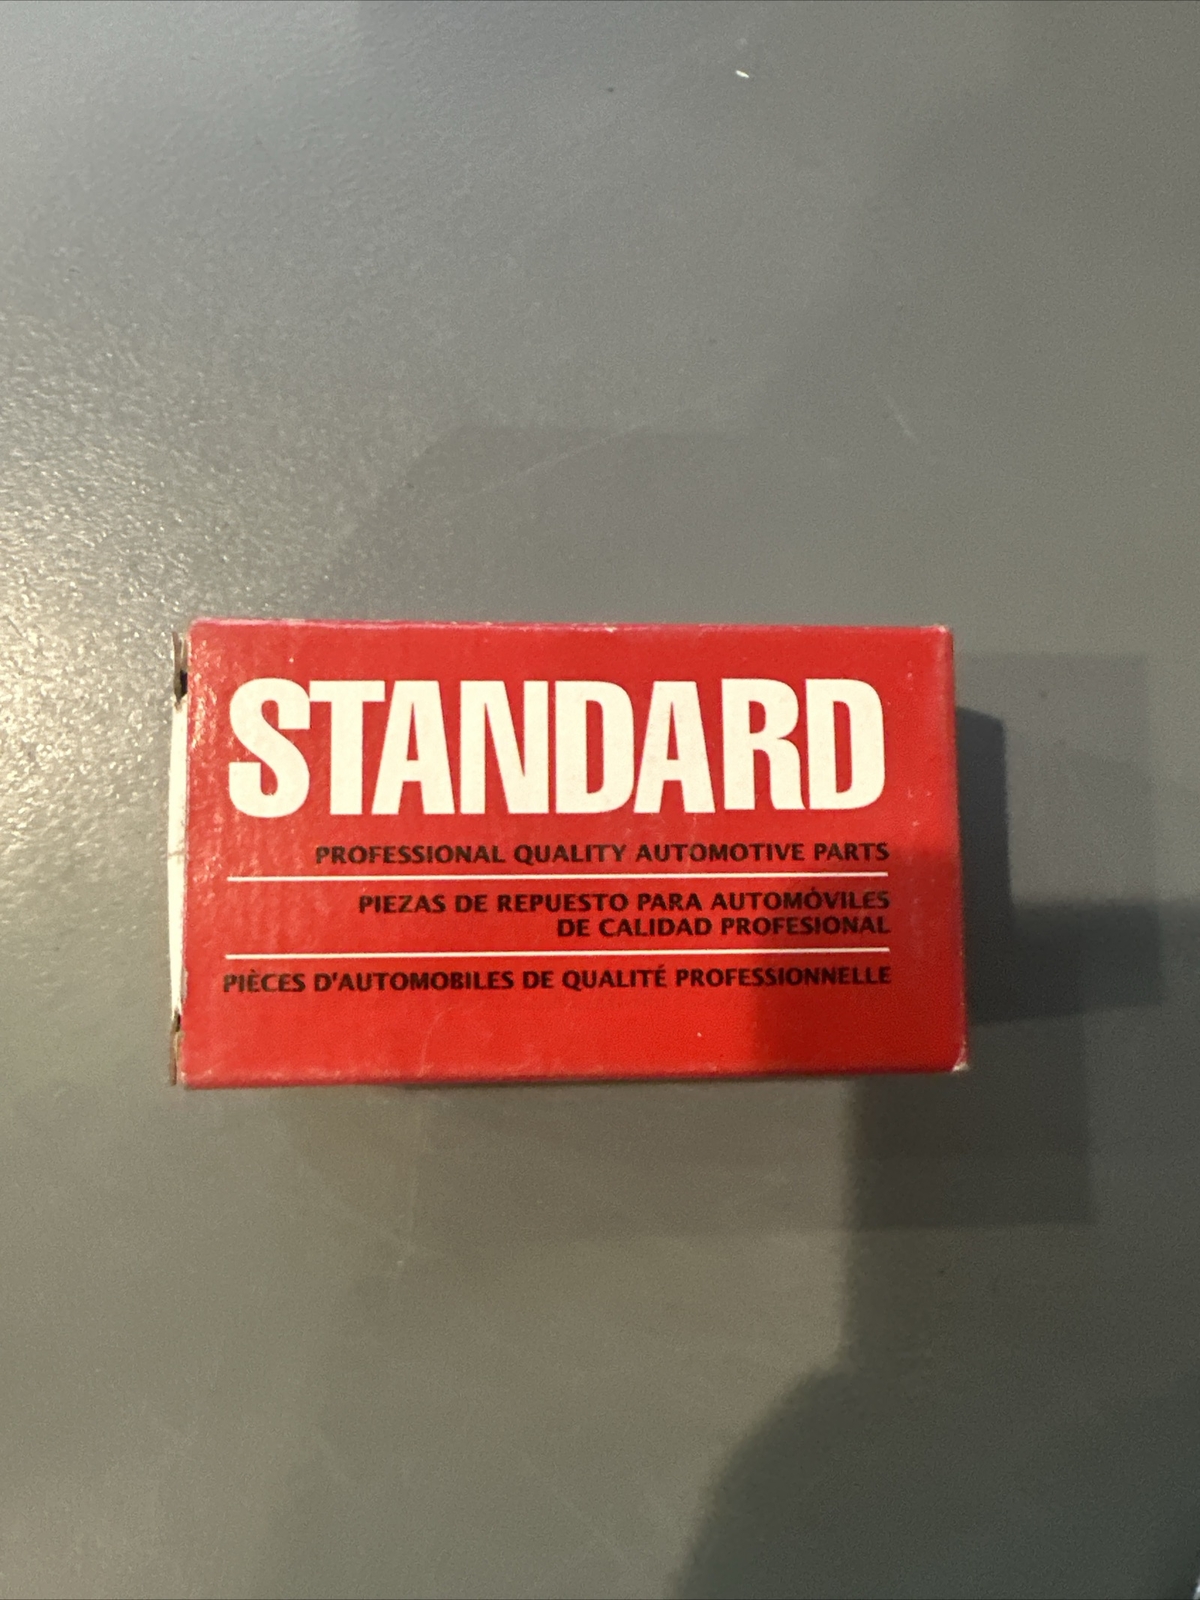 STANDARD
PROFESSIONAL QUALITY AUTOMOTIVE PARTS
PIEZAS DE REPUESTO PARA AUTOMÓVILES
DE CALIDAD PROFESIONAL
PIÈCES D'AUTOMOBILES DE QUALITÉ PROFESSIONNELLE